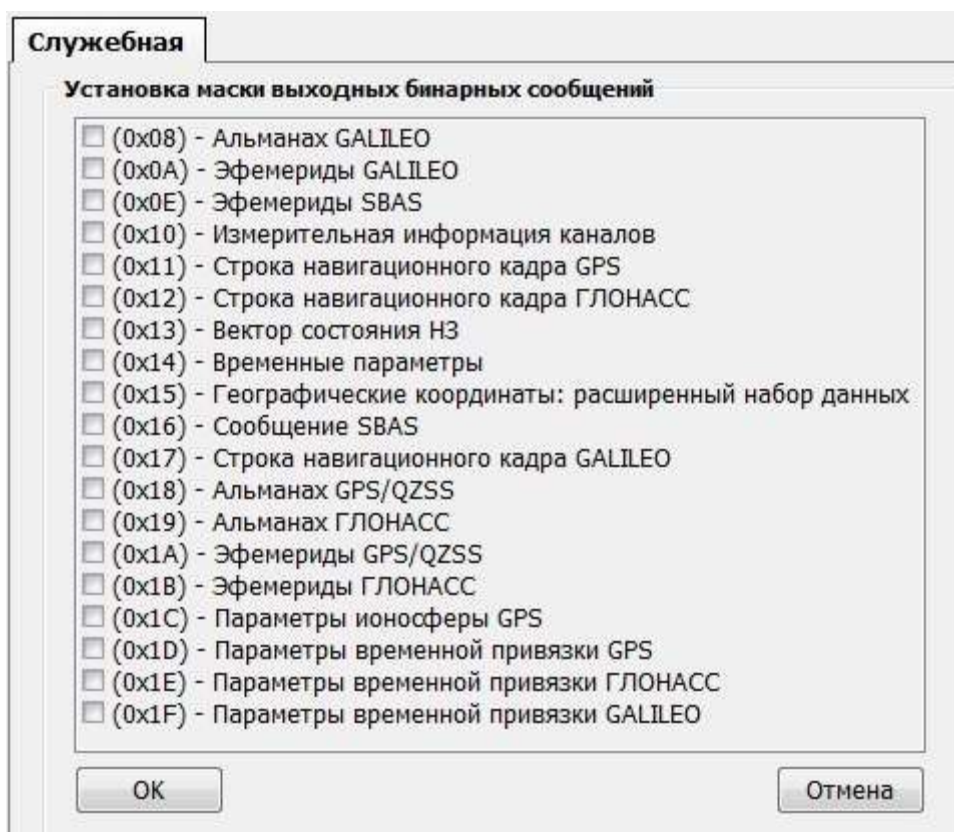 Служебная
Установка маски выходных бинарных сообщений
(0x08) - Альманах GALILEO
(0x0A) - Эфемериды GALILEO
(0x0E) - Эфемериды SBAS
(0x10) - Измерительная информация каналов
(0x11) - Строка навигационного кадра GPS
(0x12) - Строка навигационного кадра ГЛОНАСС
(0x13) - Вектор состояния НЗ
(0x14) - Временные параметры
(0x15) - Географические координаты: расширенный набор данных
(0x16) - Сообщение SBAS
(0x17) - Строка навигационного кадра GALILEO
(0x18) - Альманах GPS/QZSS
(0x19) - Альманах ГЛОНАСС
(0x1A) - Эфемериды GPS/QZSS
(0x1B) - Эфемериды ГЛОНАСС
(0x1C) - Параметры ионосферы GPS
(0x1D) - Параметры временной привязки GPS
(0x1E) - Параметры временной привязки ГЛОНАСС
(0x1F) - Параметры временной привязки GALILEO
OK Отмена